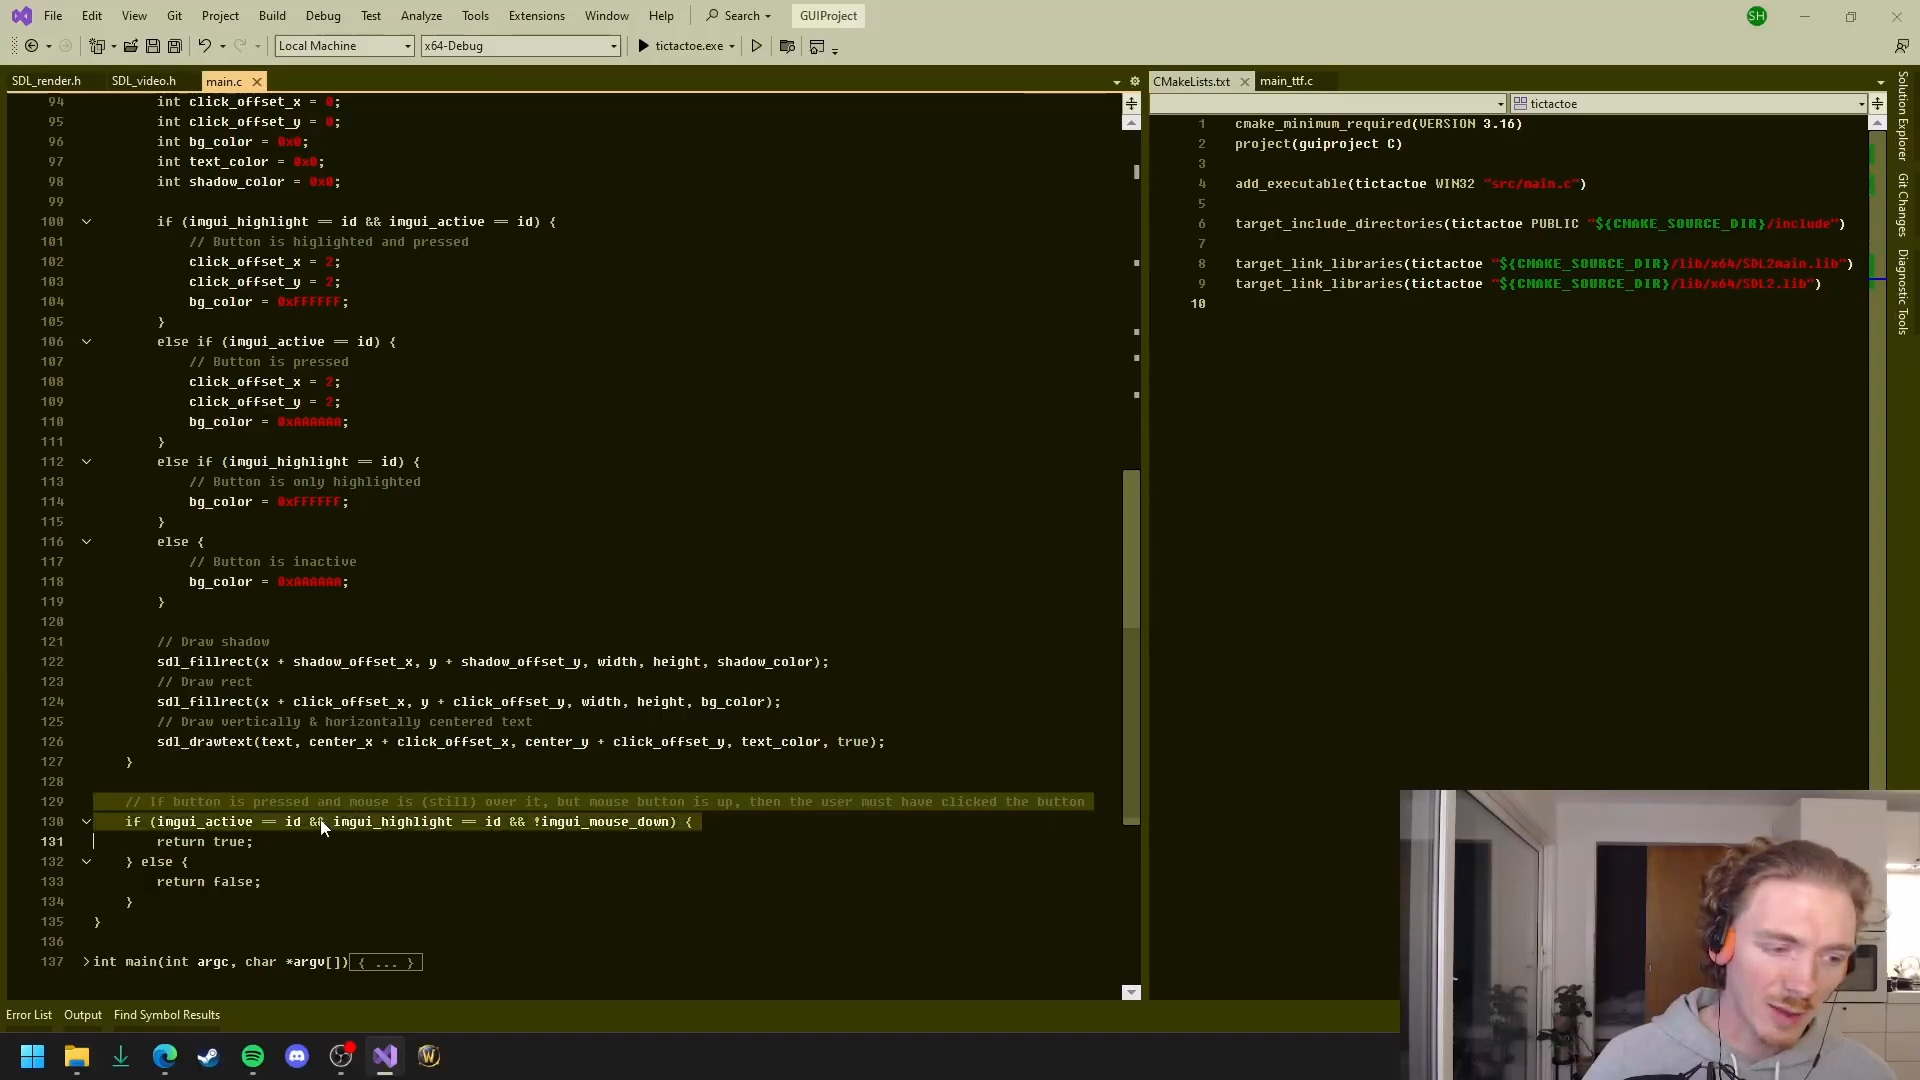 File Edit View Git Project Build Debug Test Analyze Tools Extensions Window Help Search GUIProject SH
Local Machine x64-Debug tictactoe.exe
SDL_render.h SDL_video.h main.c
94 int click_offset_x = 0;
95 int click_offset_y = 0;
96 int bg_color = 0x0;
97 int text_color = 0x0;
98 int shadow_color = 0x0;
99
100 if (imgui_highlight == id && imgui_active == id) {
101 // Button is higlighted and pressed
102 click_offset_x = 2;
103 click_offset_y = 2;
104 bg_color = 0xFFFFFF;
105 }
106 else if (imgui_active == id) {
107 // Button is pressed
108 click_offset_x = 2;
109 click_offset_y = 2;
110 bg_color = 0xAAAAAA;
111 }
112 else if (imgui_highlight == id) {
113 // Button is only highlighted
114 bg_color = 0xFFFFFF;
115 }
116 else {
117 // Button is inactive
118 bg_color = 0xAAAAAA;
119 }
120
121 // Draw shadow
122 sdl_fillrect(x + shadow_offset_x, y + shadow_offset_y, width, height, shadow_color);
123 // Draw rect
124 sdl_fillrect(x + click_offset_x, y + click_offset_y, width, height, bg_color);
125 // Draw vertically & horizontally centered text
126 sdl_drawtext(text, center_x + click_offset_x, center_y + click_offset_y, text_color, true);
127 }
128
129 // If button is pressed and mouse is (still) over it, but mouse button is up, then the user must have clicked the button
130 if (imgui_active == id && imgui_highlight == id && !imgui_mouse_down) {
131 return true;
132 } else {
133 return false;
134 }
135 }
136
137 int main(int argc, char *argv[]) { ... }
CMakeLists.txt main_ttf.c
tictactoe
1 cmake_minimum_required(VERSION 3.16)
2 project(guiproject C)
3
4 add_executable(tictactoe WIN32 "src/main.c")
5
6 target_include_directories(tictactoe PUBLIC "${CMAKE_SOURCE_DIR}/include")
7
8 target_link_libraries(tictactoe "${CMAKE_SOURCE_DIR}/lib/x64/SDL2main.lib")
9 target_link_libraries(tictactoe "${CMAKE_SOURCE_DIR}/lib/x64/SDL2.lib")
10
Solution Explorer
Git Changes
Diagnostic Tools
Error List Output Find Symbol Results